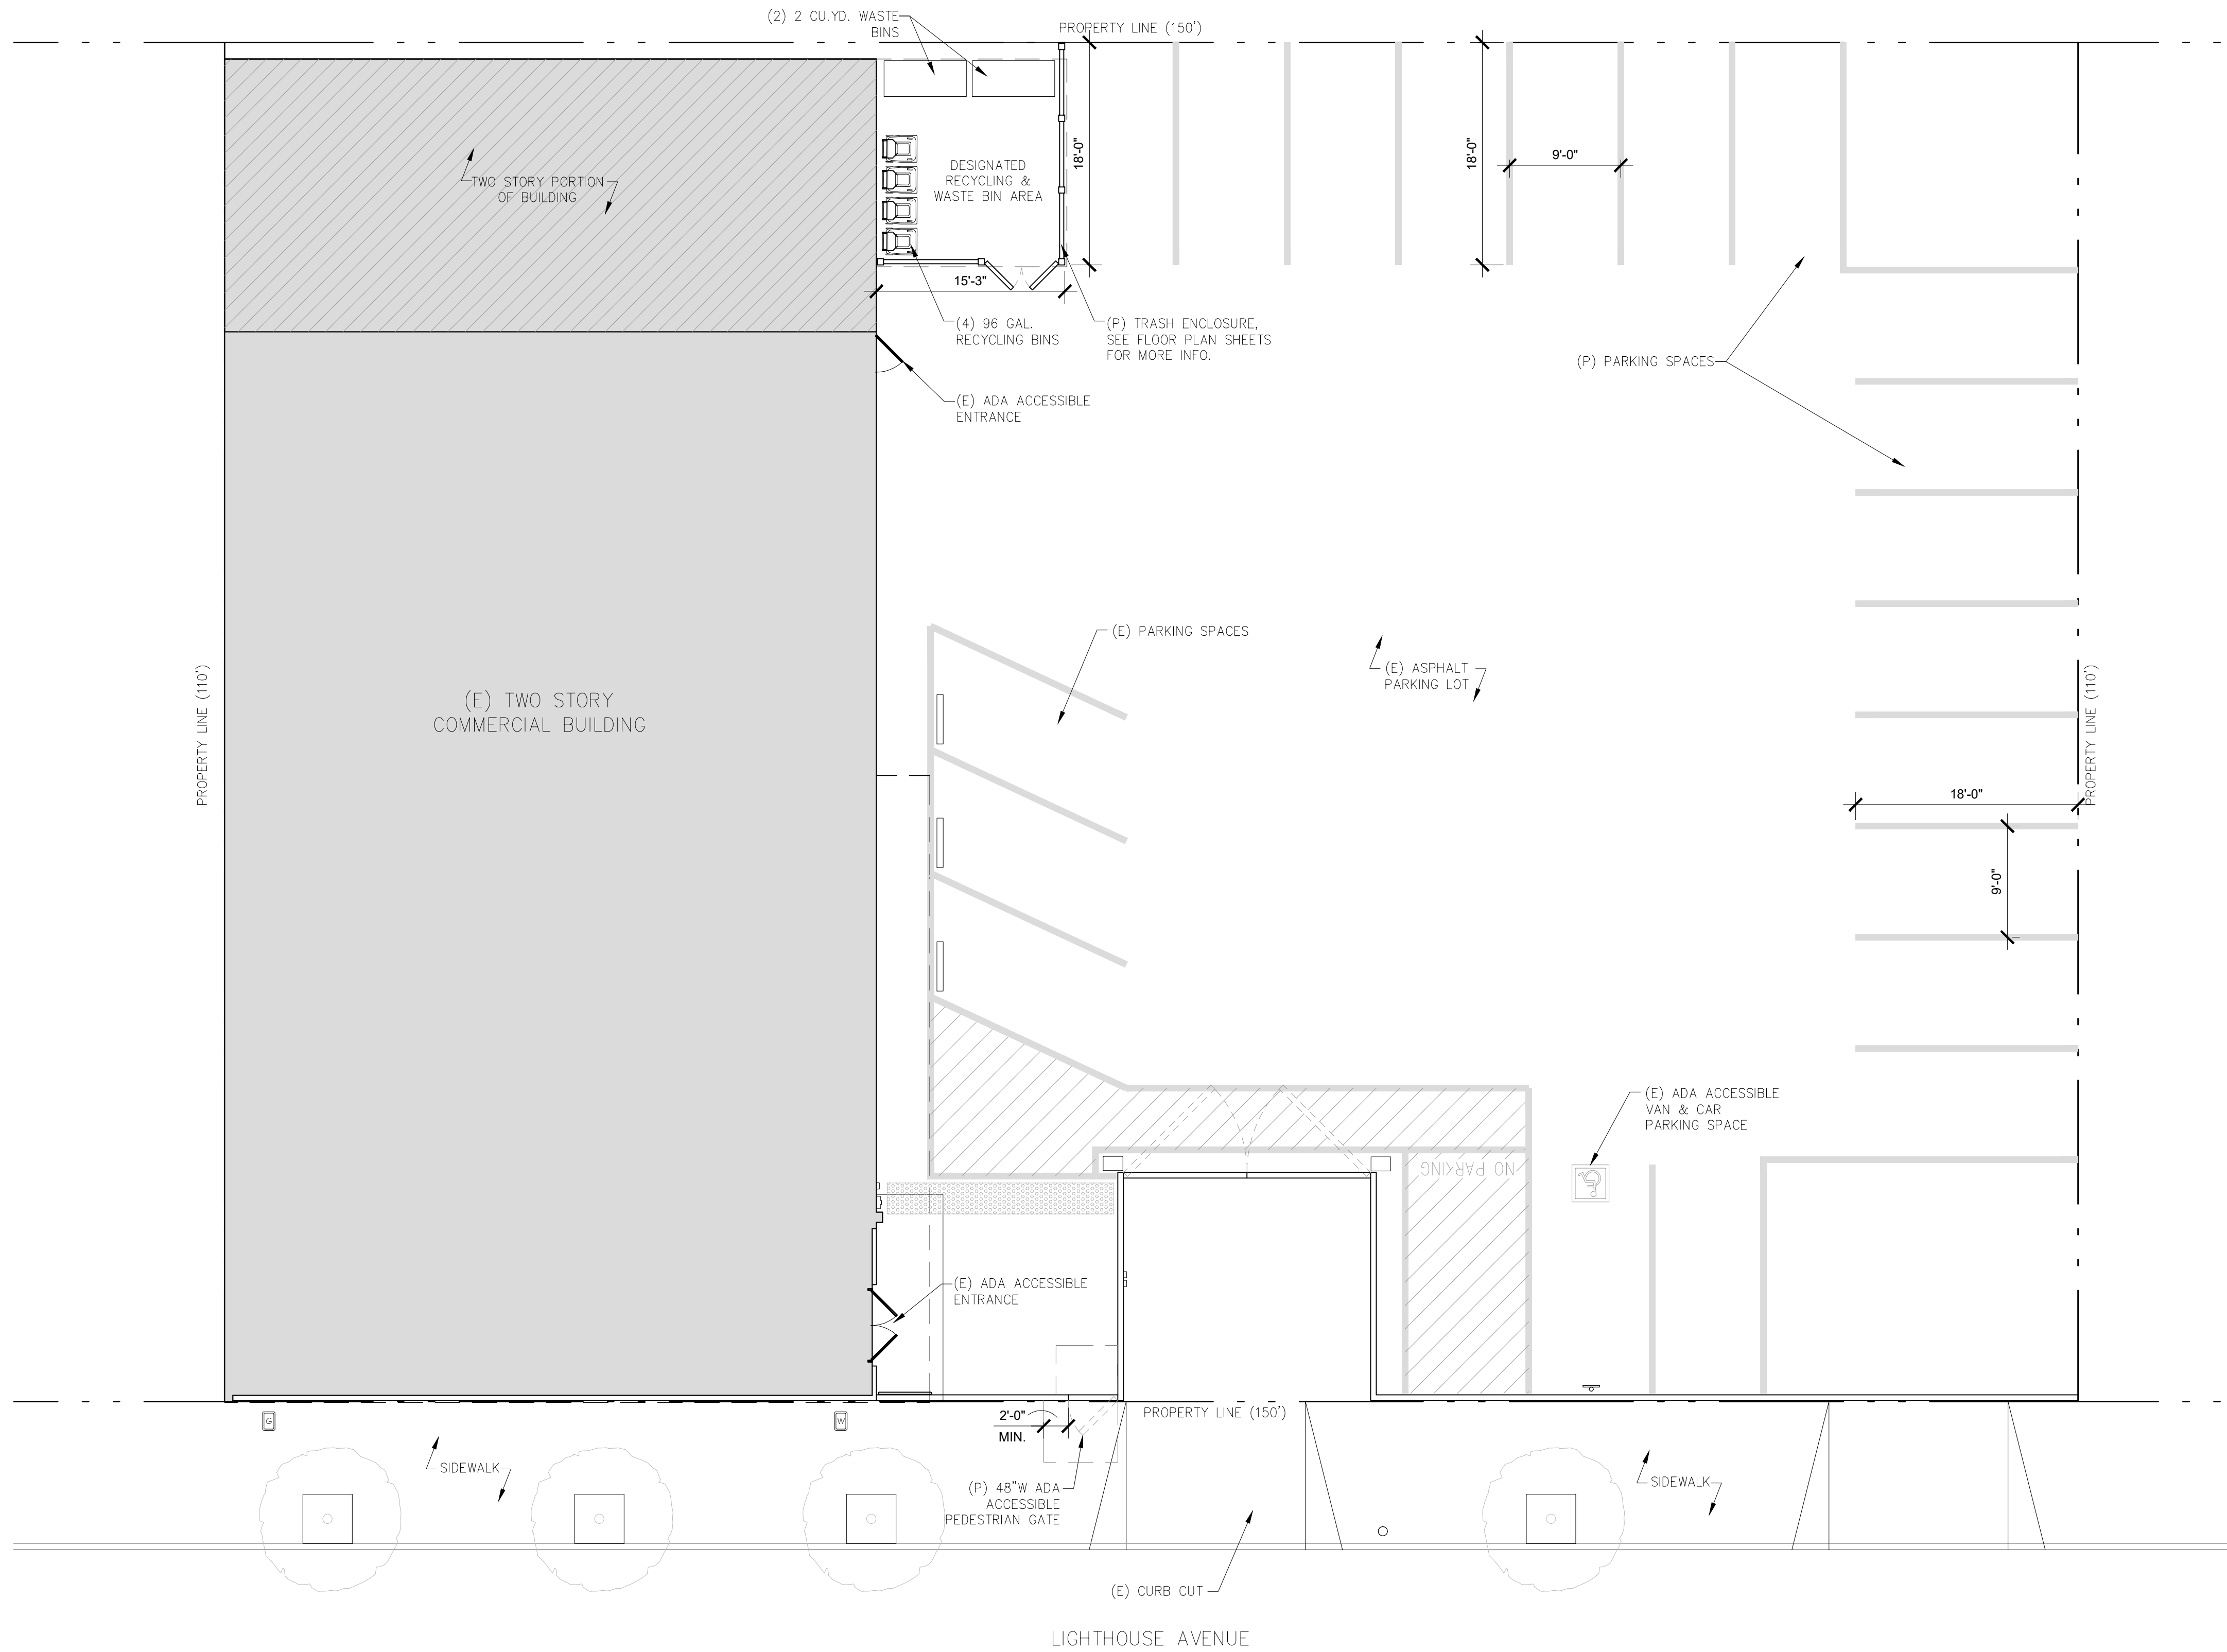 (2) 2 CU.YD. WASTE
BINS
PROPERTY LINE (150')
TWO STORY PORTION
OF BUILDING
DESIGNATED
RECYCLING &
WASTE BIN AREA
18'-0"
18'-0"
9'-0"
15'-3"
(4) 96 GAL.
RECYCLING BINS
(P) TRASH ENCLOSURE,
SEE FLOOR PLAN SHEETS
FOR MORE INFO.
(P) PARKING SPACES
(E) ADA ACCESSIBLE
ENTRANCE
(E) PARKING SPACES
(E) ASPHALT
PARKING LOT
(E) TWO STORY
COMMERCIAL BUILDING
PROPERTY LINE (110')
PROPERTY LINE (110')
18'-0"
9'-0"
(E) ADA ACCESSIBLE
VAN & CAR
PARKING SPACE
NO PARKING
(E) ADA ACCESSIBLE
ENTRANCE
2'-0"
MIN.
PROPERTY LINE (150')
G
W
SIDEWALK
SIDEWALK
(P) 48"W ADA
ACCESSIBLE
PEDESTRIAN GATE
(E) CURB CUT
LIGHTHOUSE AVENUE